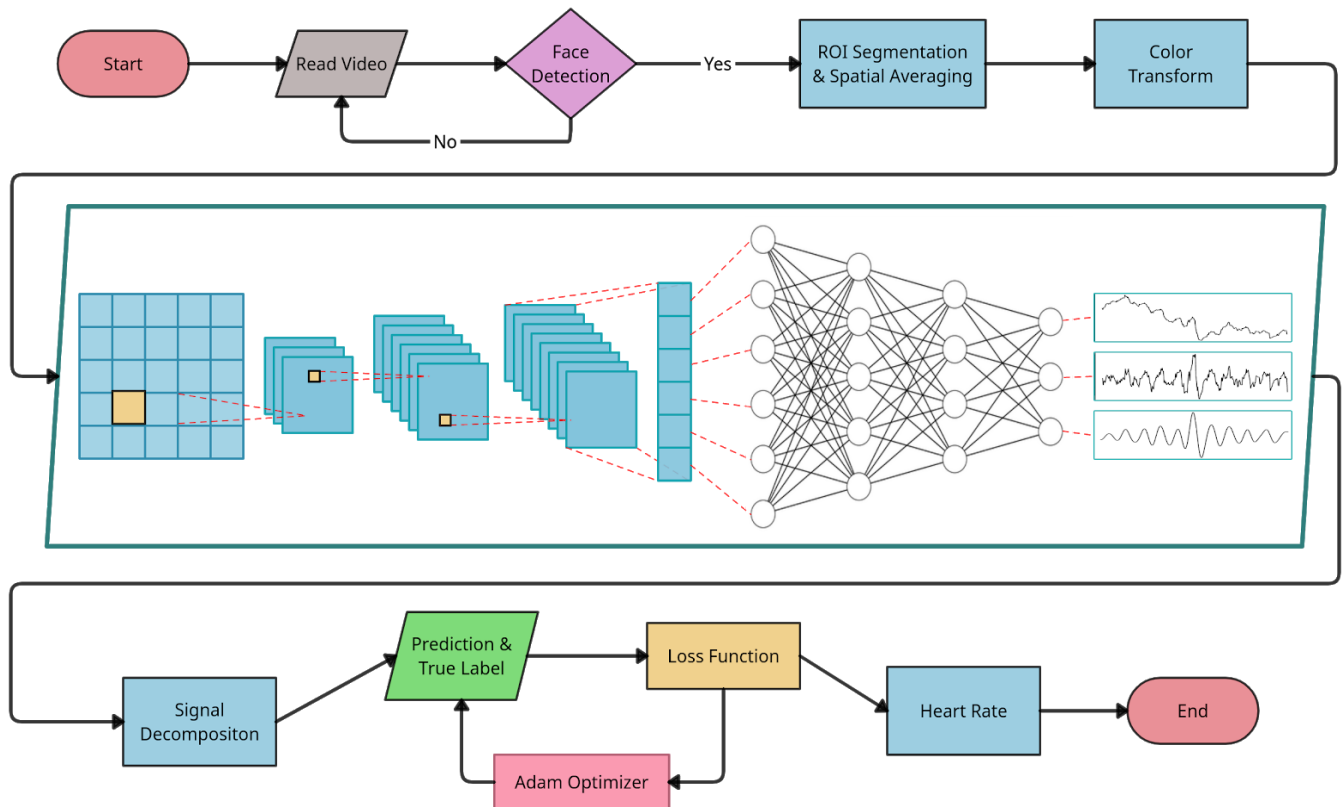 Start
Read Video
Face
Detection
Yes
No
ROI Segmentation
& Spatial Averaging
Color
Transform
Signal
Decompositon
Prediction &
True Label
Loss Function
Adam Optimizer
Heart Rate
End